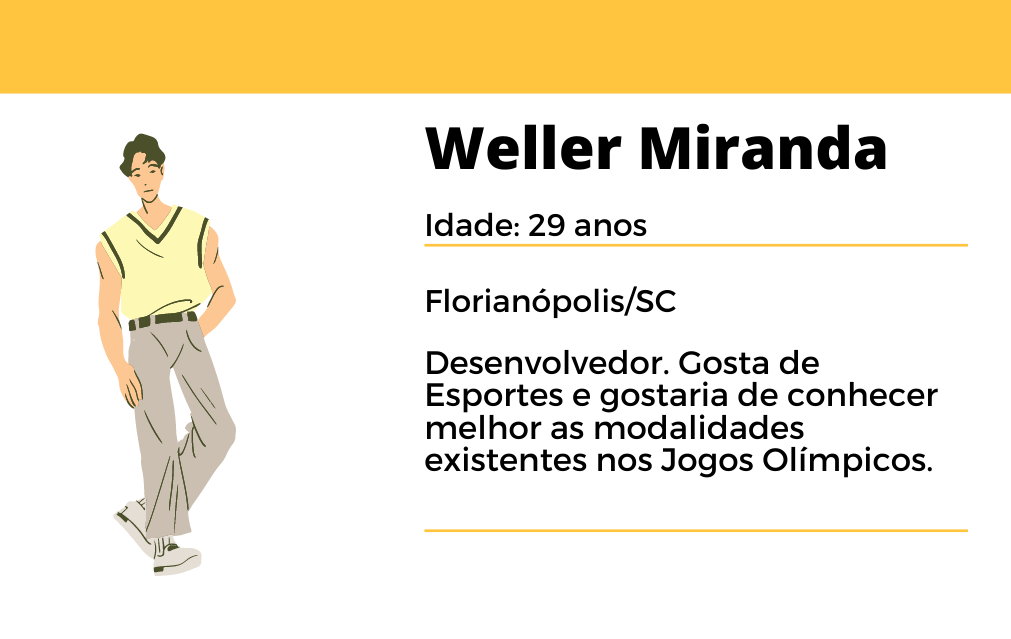 Weller Miranda
Idade: 29 anos
Florianópolis/SC
Desenvolvedor. Gosta de
Esportes e gostaria de conhecer
melhor as modalidades
existentes nos Jogos Olímpicos.